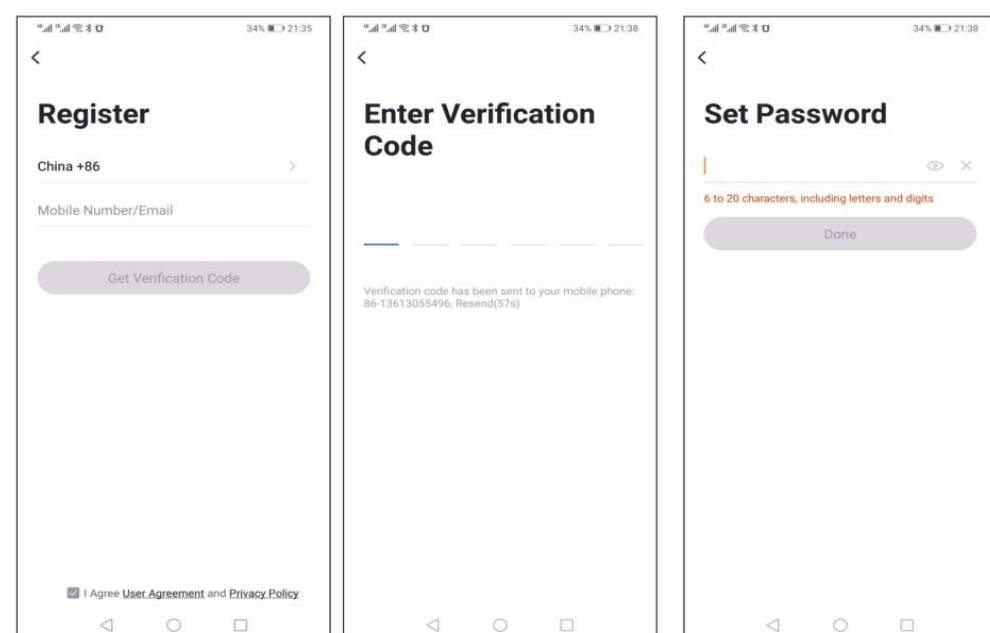 34% 21:35
Register
China +86
Mobile Number/Email
Get Verification Code
I Agree User Agreement and Privacy Policy
34% 21:38
Enter Verification
Code
Verification code has been sent to your mobile phone:
86-13613055496, Resend(57s)
34% 21:38
Set Password
6 to 20 characters, including letters and digits
Done